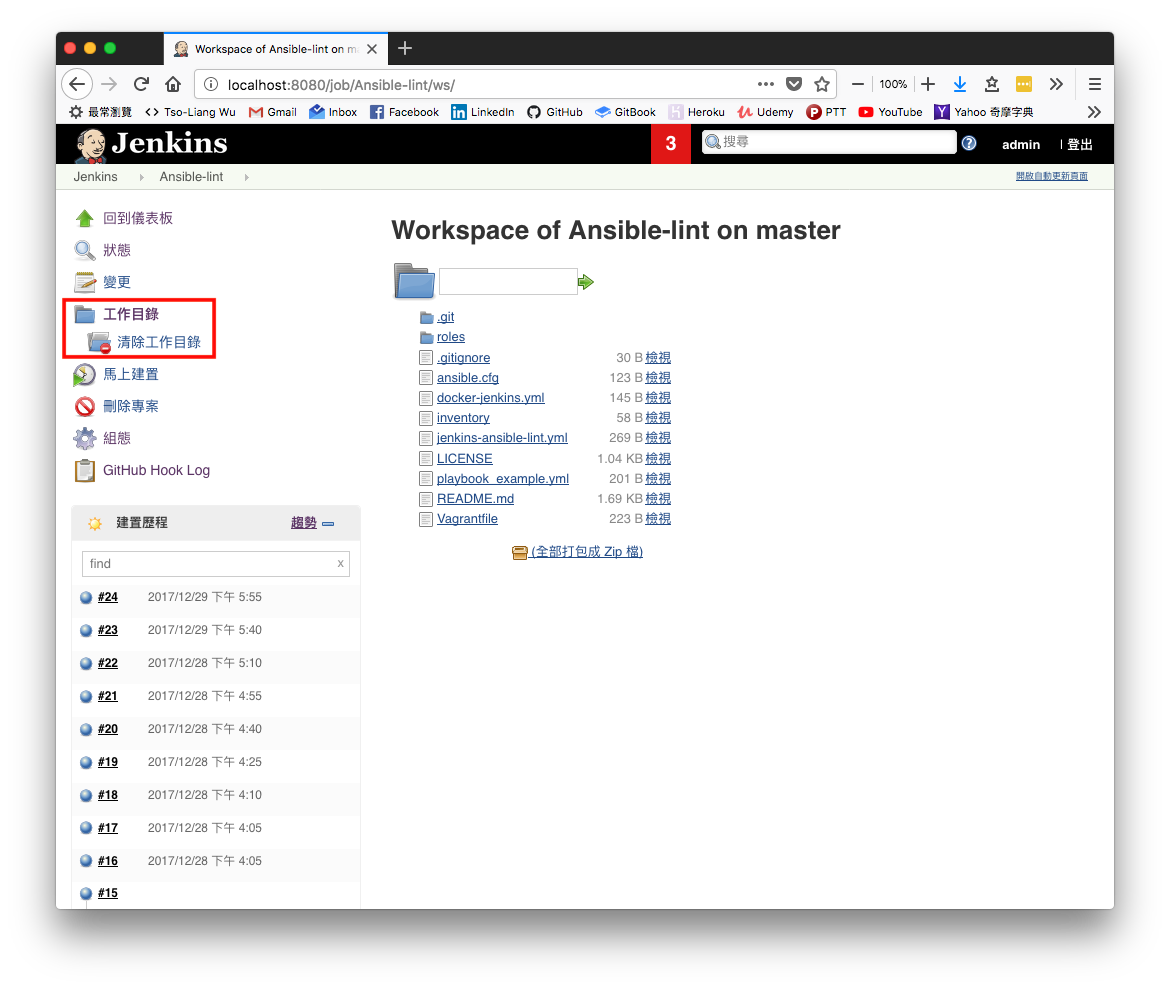 Workspace of Ansible-lint on m
localhost:8080/job/Ansible-lint/ws/
100%
最常瀏覽 Tso-Liang Wu Gmail Inbox Facebook LinkedIn GitHub GitBook Heroku Udemy PTT YouTube Yahoo 奇摩字典
Jenkins 3 搜尋 admin | 登出
Jenkins Ansible-lint 開啟自動更新頁面
回到儀表板
狀態
變更
工作目錄
清除工作目錄
馬上建置
刪除專案
組態
GitHub Hook Log
建置歷程 趨勢
find x
#24 2017/12/29 下午 5:55
#23 2017/12/29 下午 5:40
#22 2017/12/28 下午 5:10
#21 2017/12/28 下午 4:55
#20 2017/12/28 下午 4:40
#19 2017/12/28 下午 4:25
#18 2017/12/28 下午 4:10
#17 2017/12/28 下午 4:05
#16 2017/12/28 下午 4:05
#15
Workspace of Ansible-lint on master
.git
roles
.gitignore 30 B 檢視
ansible.cfg 123 B 檢視
docker-jenkins.yml 145 B 檢視
inventory 58 B 檢視
jenkins-ansible-lint.yml 269 B 檢視
LICENSE 1.04 KB 檢視
playbook_example.yml 201 B 檢視
README.md 1.69 KB 檢視
Vagrantfile 223 B 檢視
(全部打包成 Zip 檔)